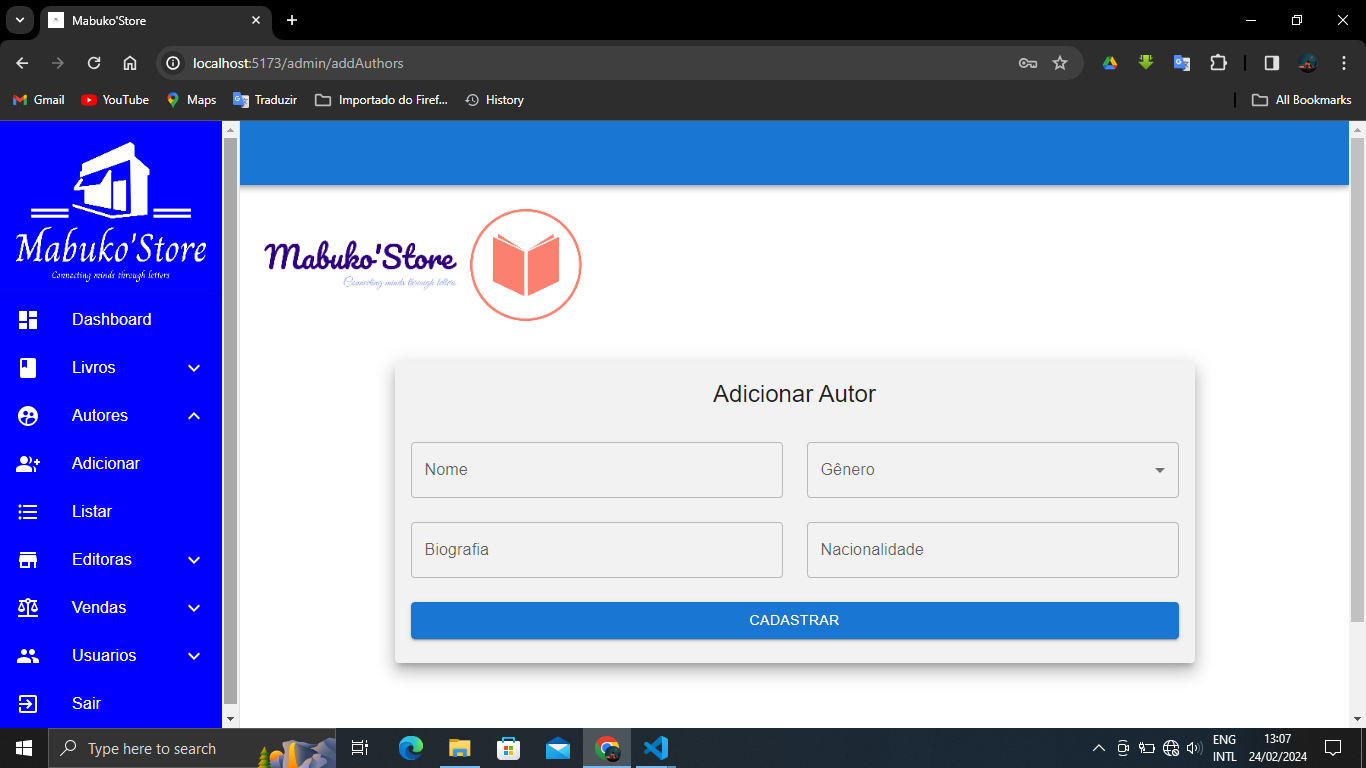 Mabuko'Store
localhost:5173/admin/addAuthors
Gmail
YouTube
Maps
Traduzir
Importado do Firef...
History
All Bookmarks
Mabuko'Store
Connecting minds through letters
Dashboard
Livros
Autores
Adicionar
Listar
Editoras
Vendas
Usuarios
Sair
Mabuko'Store
Connecting minds through letters
Adicionar Autor
Nome
Gênero
Biografia
Nacionalidade
CADASTRAR
Type here to search
ENG
INTL
13:07
24/02/2024